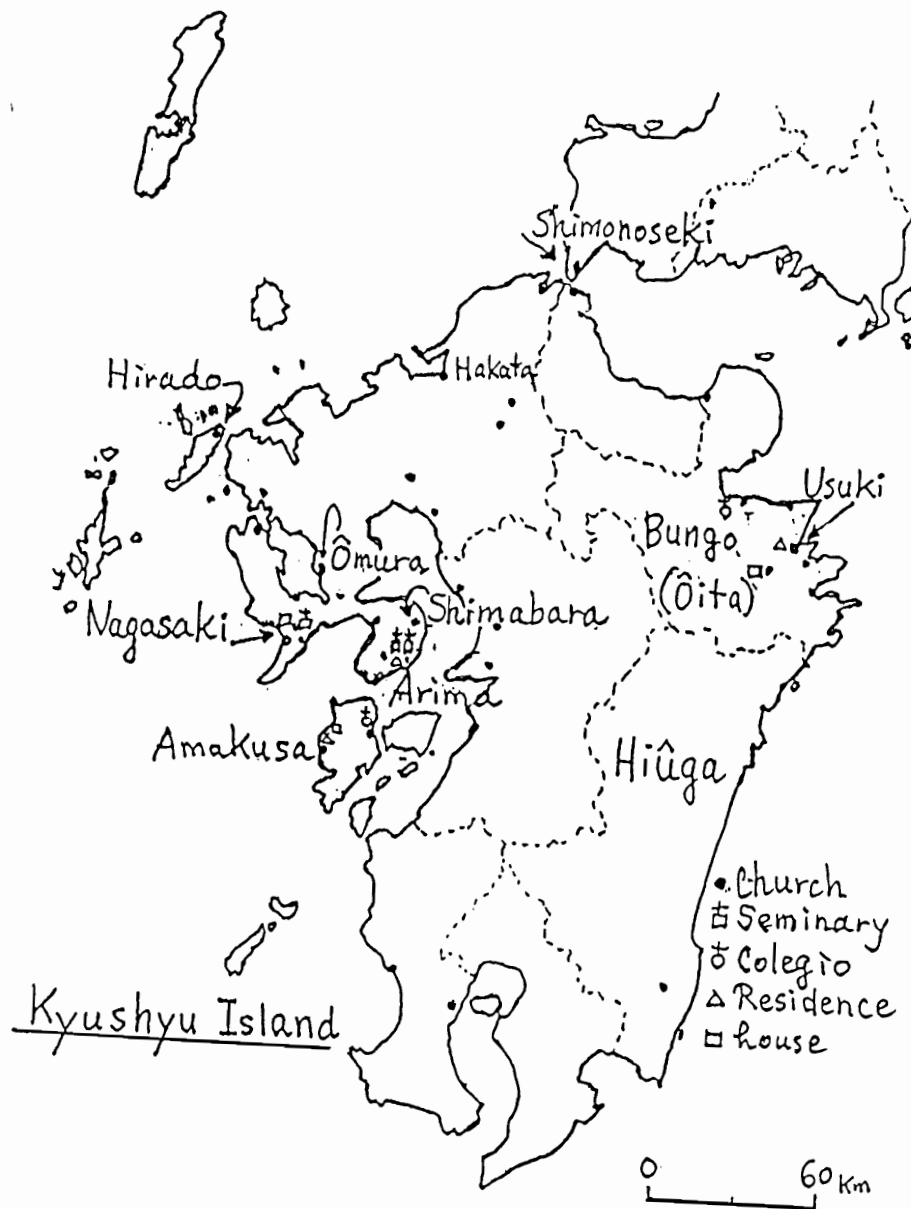 Shimonoseki
Hakata
Hirado
Usuki
Bungo
(Ôita)
Ômura
Shimabara
Nagasaki
Arima
Amakusa
Hiûga
Church
Seminary
Colegio
Residence
house
Kyushyu Island
0 60 Km